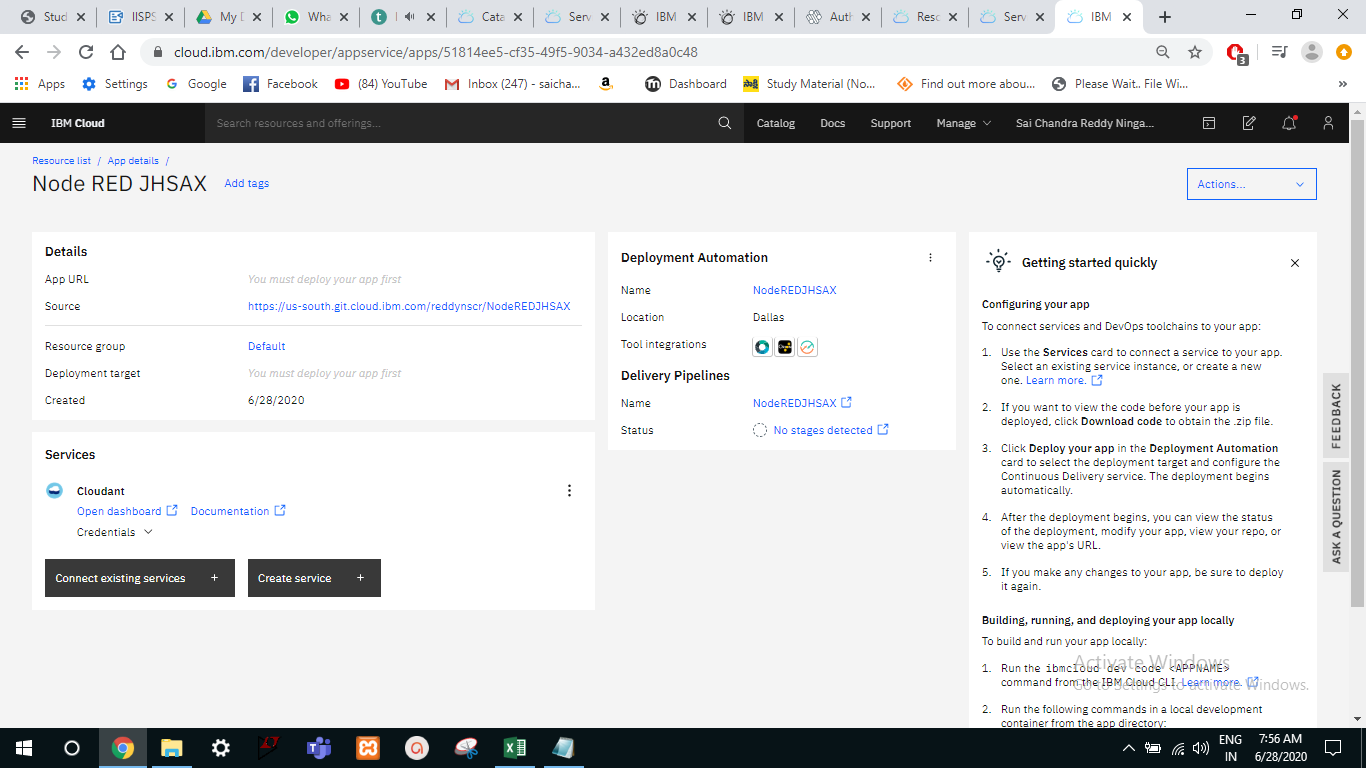 Stud
IISPS
My D
Wha
Cata
Serv
IBM
IBM
Auth
Resc
Serv
IBM
cloud.ibm.com/developer/appservice/apps/51814ee5-cf35-49f5-9034-a432ed8a0c48
3
Apps
Settings
Google
Facebook
(84) YouTube
Inbox (247) - saicha...
Dashboard
Study Material (No...
Find out more abou...
Please Wait.. File Wi...
IBM Cloud
Search resources and offerings...
Catalog
Docs
Support
Manage
Sai Chandra Reddy Ninga...
Resource list / App details /
Node RED JHSAX
Add tags
Actions...
Details
App URL
You must deploy your app first
Source
https://us-south.git.cloud.ibm.com/reddynscr/NodeREDJHSAX
Resource group
Default
Deployment target
You must deploy your app first
Created
6/28/2020
Services
Cloudant
Open dashboard
Documentation
Credentials
Connect existing services +
Create service +
Deployment Automation
Name
NodeREDJHSAX
Location
Dallas
Tool integrations
Delivery Pipelines
Name
NodeREDJHSAX
Status
No stages detected
Getting started quickly
Configuring your app
To connect services and DevOps toolchains to your app:
1. Use the Services card to connect a service to your app.
Select an existing service instance, or create a new
one. Learn more.
2. If you want to view the code before your app is
deployed, click Download code to obtain the .zip file.
3. Click Deploy your app in the Deployment Automation
card to select the deployment target and configure the
Continuous Delivery service. The deployment begins
automatically.
4. After the deployment begins, you can view the status
of the deployment, modify your app, view your repo, or
view the app's URL.
5. If you make any changes to your app, be sure to deploy
it again.
Building, running, and deploying your app locally
To build and run your app locally:
1. Run the ibmcloud dev code <APPNAME>
command from the IBM Cloud CLI. Learn more.
2. Run the following commands in a local development
container from the app directory:
FEEDBACK
ASK A QUESTION
Activate Windows
Go to Settings to activate Windows.
ENG
IN
7:56 AM
6/28/2020